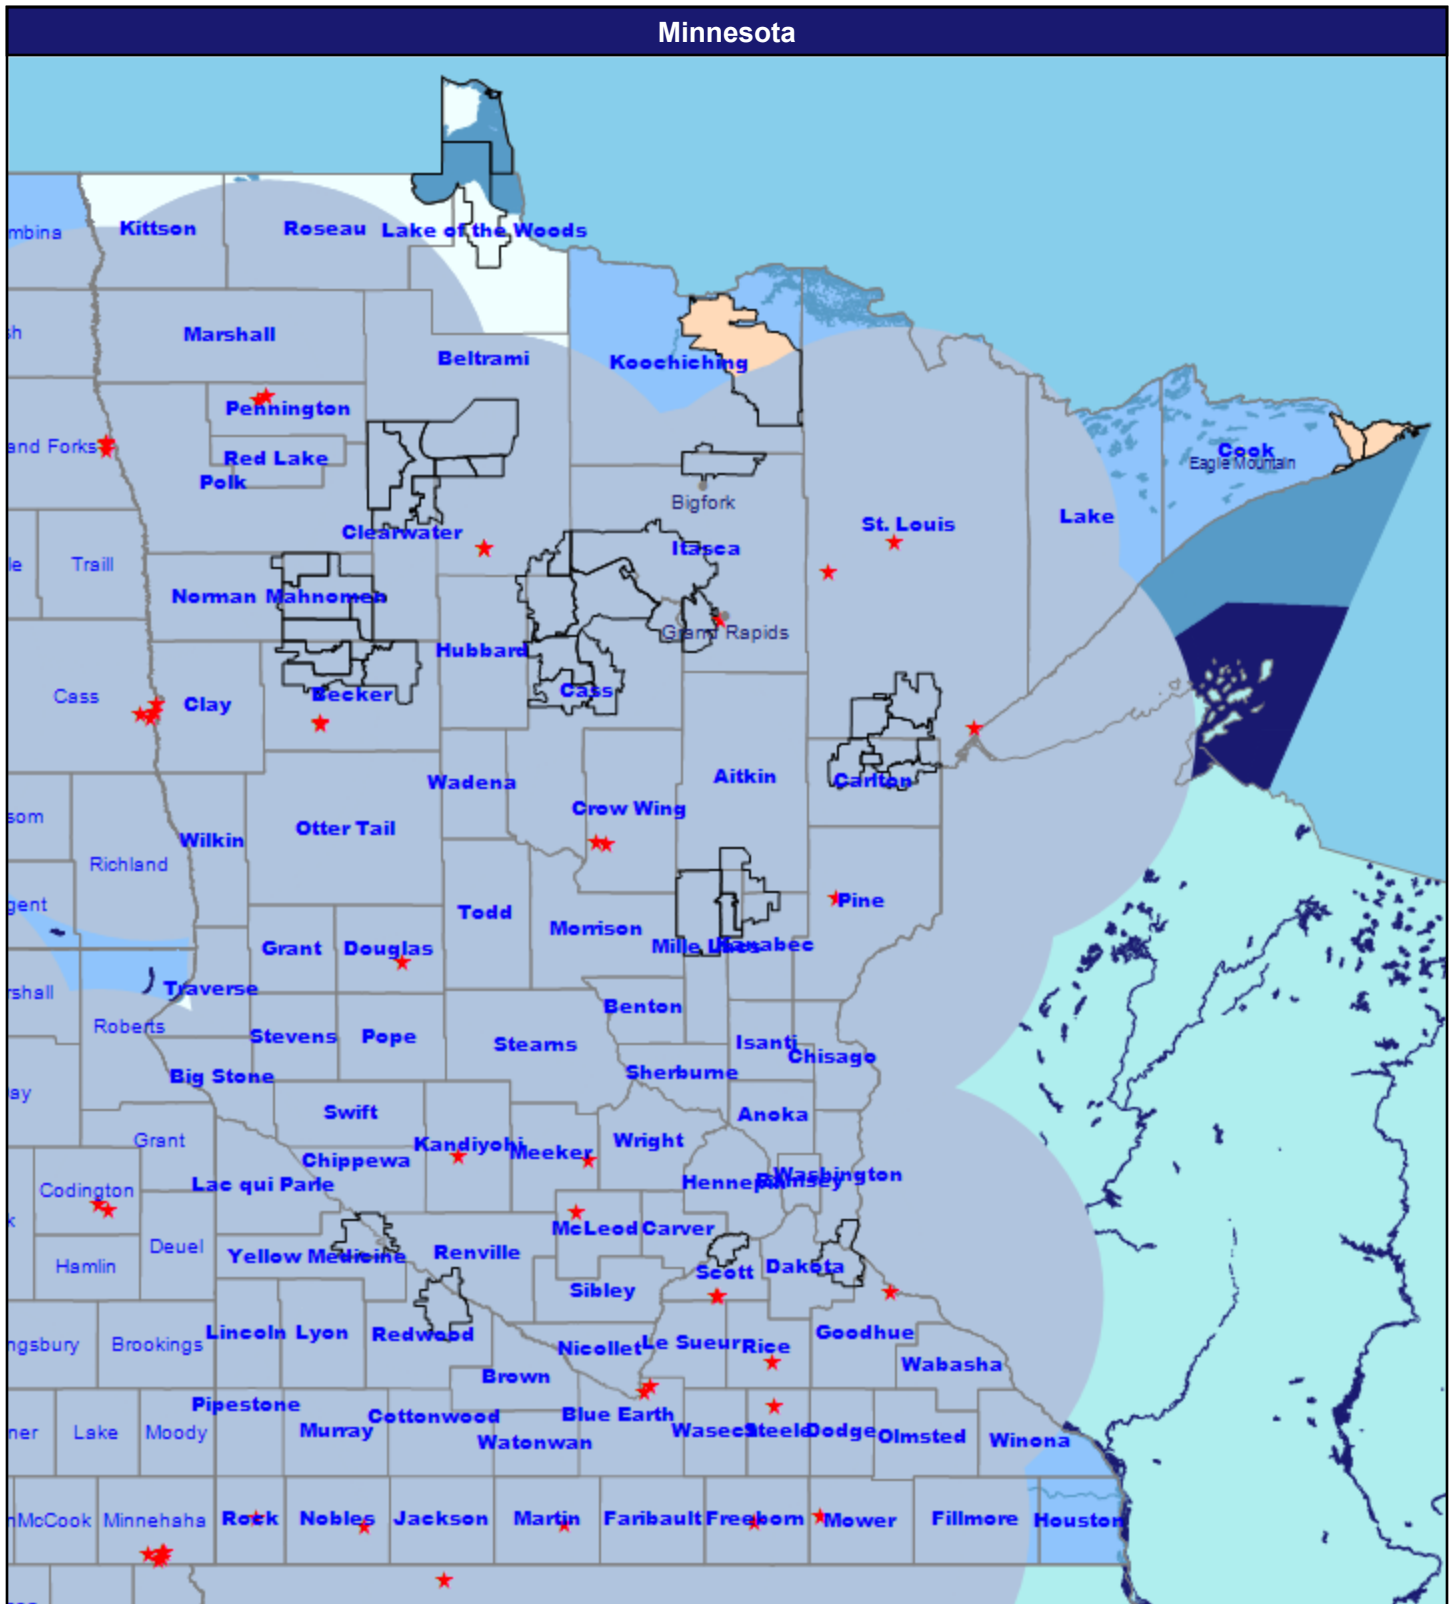 Minnesota
mbina
Kittson
Roseau
Lake of the Woods
sh
Marshall
Beltrami
Koochiching
Pennington
and Forks
Red Lake
Polk
Cook
Eagle Mountain
Bigfork
Clearwater
St. Louis
Lake
Itasca
le
Traill
Norman
Mahnomen
Grand Rapids
Hubbard
Cass
Clay
Becker
Cass
Wadena
Aitkin
Carlton
som
Crow Wing
Otter Tail
Wilkin
Richland
gent
Todd
Pine
Morrison
Grant
Douglas
Mille Lacs
Kanabec
rshall
Traverse
Benton
Roberts
Stevens
Pope
Stearns
Isanti
Chisago
Big Stone
Sherburne
ay
Swift
Anoka
Grant
Kandiyohi
Meeker
Wright
Chippewa
Codington
Lac qui Parle
Hennepin
Ramsey
Washington
k
McLeod
Carver
Deuel
Yellow Medicine
Renville
Hamlin
Scott
Dakota
Sibley
ngsbury
Brookings
Lincoln
Lyon
Redwood
Nicollet
Le Sueur
Rice
Goodhue
Wabasha
Brown
Pipestone
Cottonwood
Blue Earth
ner
Lake
Moody
Murray
Watonwan
Waseca
Steele
Dodge
Olmsted
Winona
McCook
Minnehaha
Rock
Nobles
Jackson
Martin
Faribault
Freeborn
Mower
Fillmore
Houston